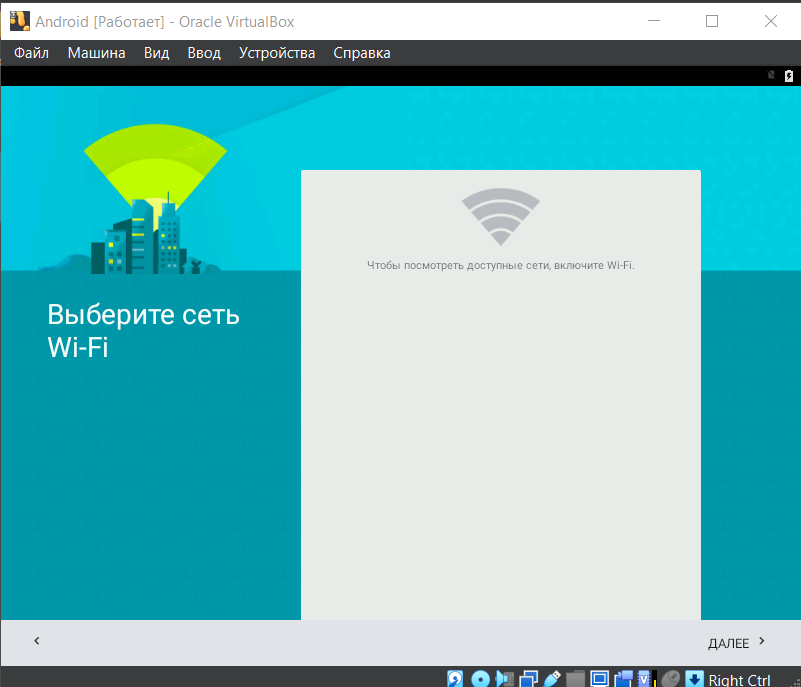 Android [Работает] - Oracle VirtualBox
Файл Машина Вид Ввод Устройства Справка
Чтобы посмотреть доступные сети, включите Wi-Fi.
Выберите сеть
Wi-Fi
ДАЛЕЕ
Right Ctrl